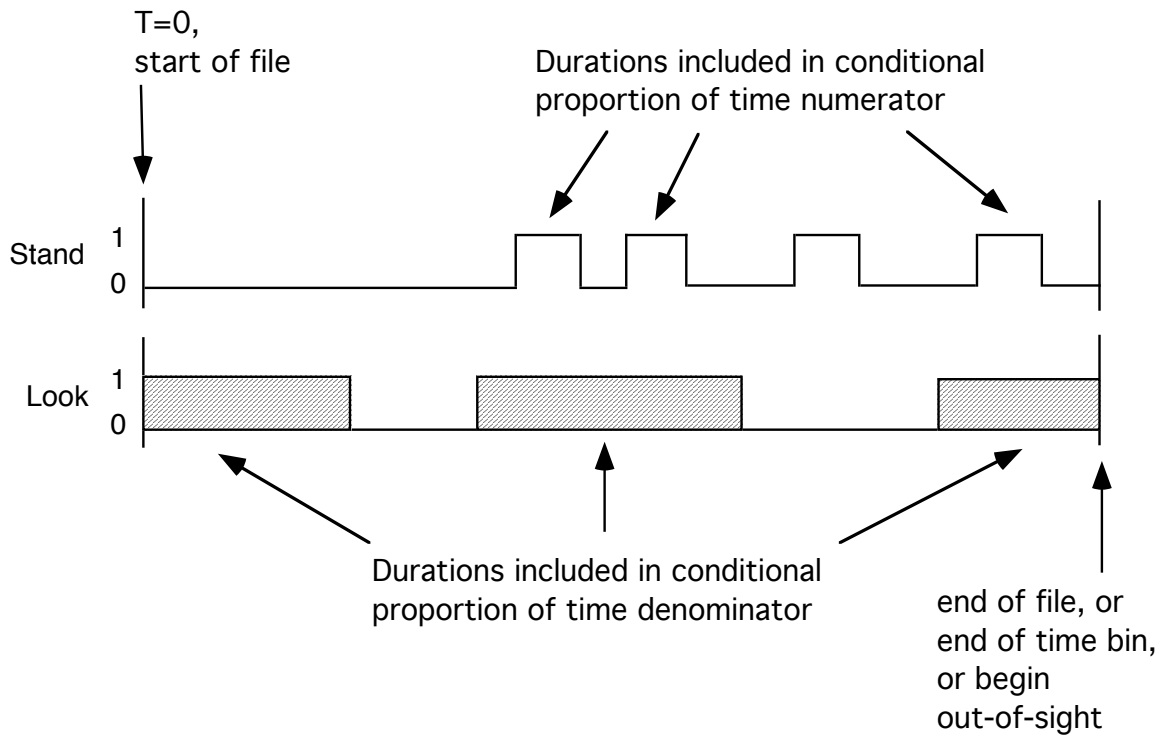 T=0,
start of file
Durations included in conditional
proportion of time numerator
Stand
1
0
Look
1
0
Durations included in conditional
proportion of time denominator
end of file, or
end of time bin,
or begin
out-of-sight